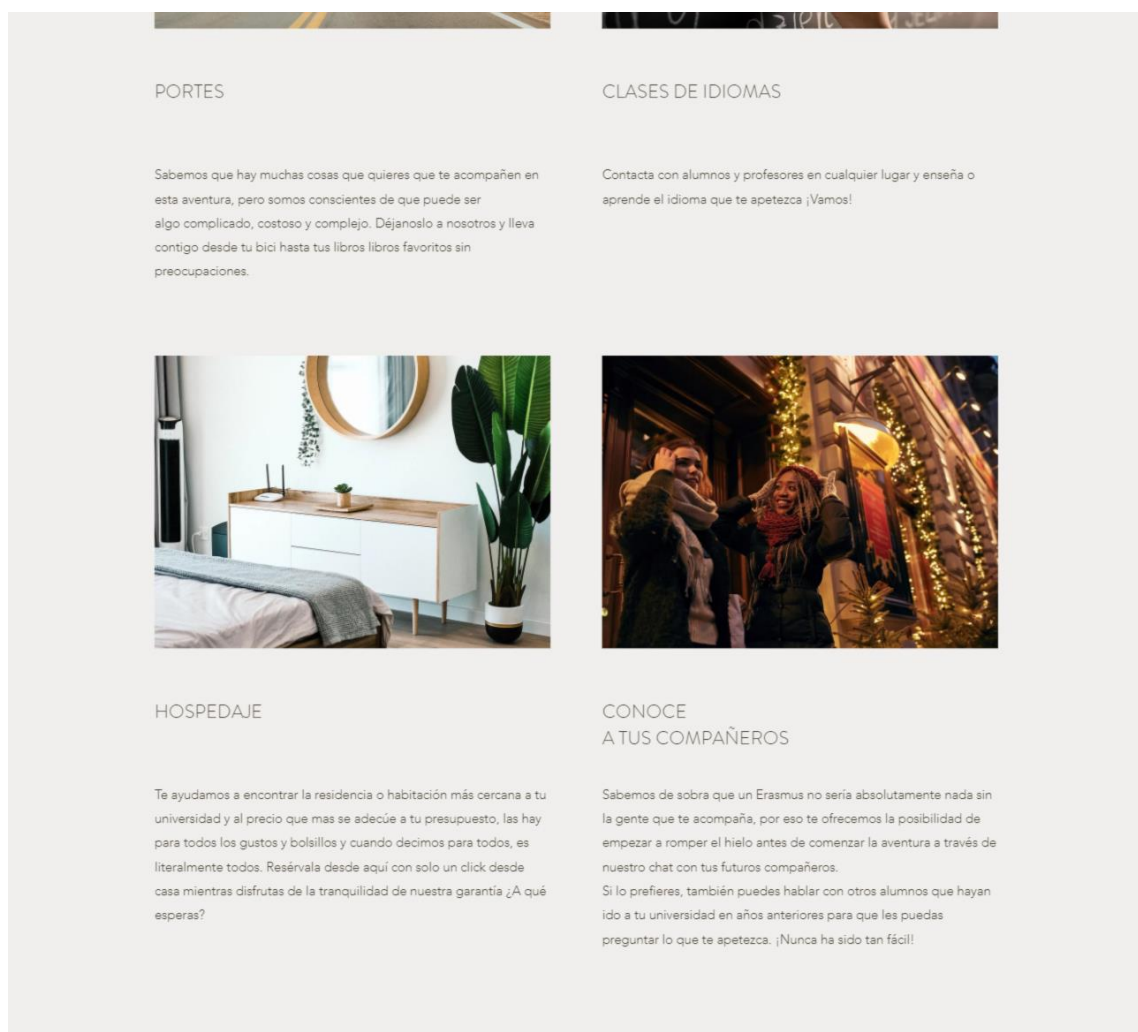 PORTES
Sabemos que hay muchas cosas que quieres que te acompañen en
esta aventura, pero somos conscientes de que puede ser
algo complicado, costoso y complejo. Déjanoslo a nosotros y lleva
contigo desde tu bici hasta tus libros libros favoritos sin
preocupaciones.
CLASES DE IDIOMAS
Contacta con alumnos y profesores en cualquier lugar y enseña o
aprende el idioma que te apetezca ¡Vamos!
HOSPEDAJE
Te ayudamos a encontrar la residencia o habitación más cercana a tu
universidad y al precio que mas se adecúe a tu presupuesto, las hay
para todos los gustos y bolsillos y cuando decimos para todos, es
literalmente todos. Resérvala desde aquí con solo un click desde
casa mientras disfrutas de la tranquilidad de nuestra garantía ¿A qué
esperas?
CONOCE
A TUS COMPAÑEROS
Sabemos de sobra que un Erasmus no sería absolutamente nada sin
la gente que te acompaña, por eso te ofrecemos la posibilidad de
empezar a romper el hielo antes de comenzar la aventura a través de
nuestro chat con tus futuros compañeros.
Si lo prefieres, también puedes hablar con otros alumnos que hayan
ido a tu universidad en años anteriores para que les puedas
preguntar lo que te apetezca. ¡Nunca ha sido tan fácil!